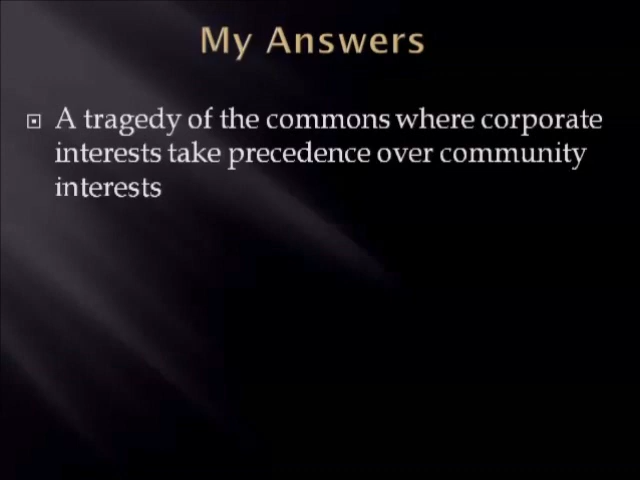 My Answers
A tragedy of the commons where corporate
interests take precedence over community
interests